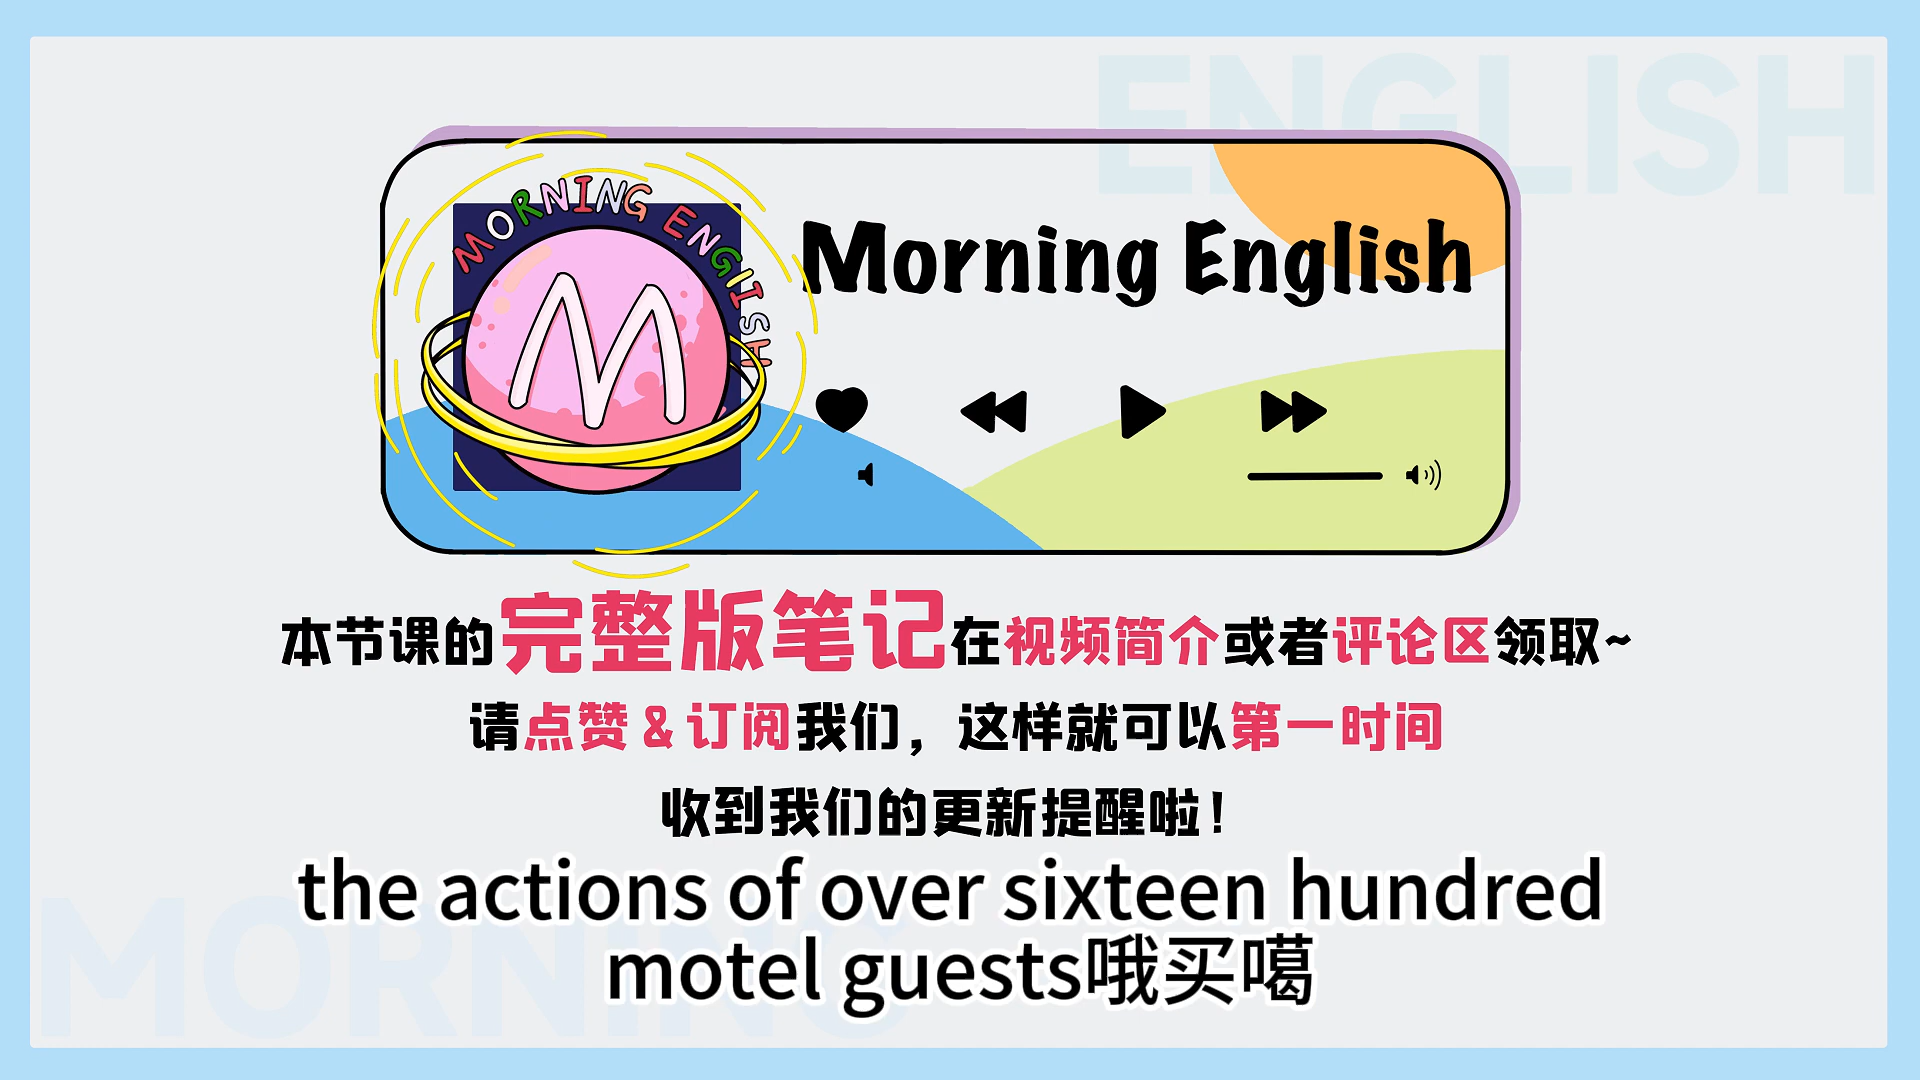 ENGLISH
MORNING ENGLISH
M
Morning English
本节课的完整版笔记在视频简介或者评论区领取~
请点赞&订阅我们，这样就可以第一时间
收到我们的更新提醒啦！
the actions of over sixteen hundred
motel guests哦买噶
MORNING